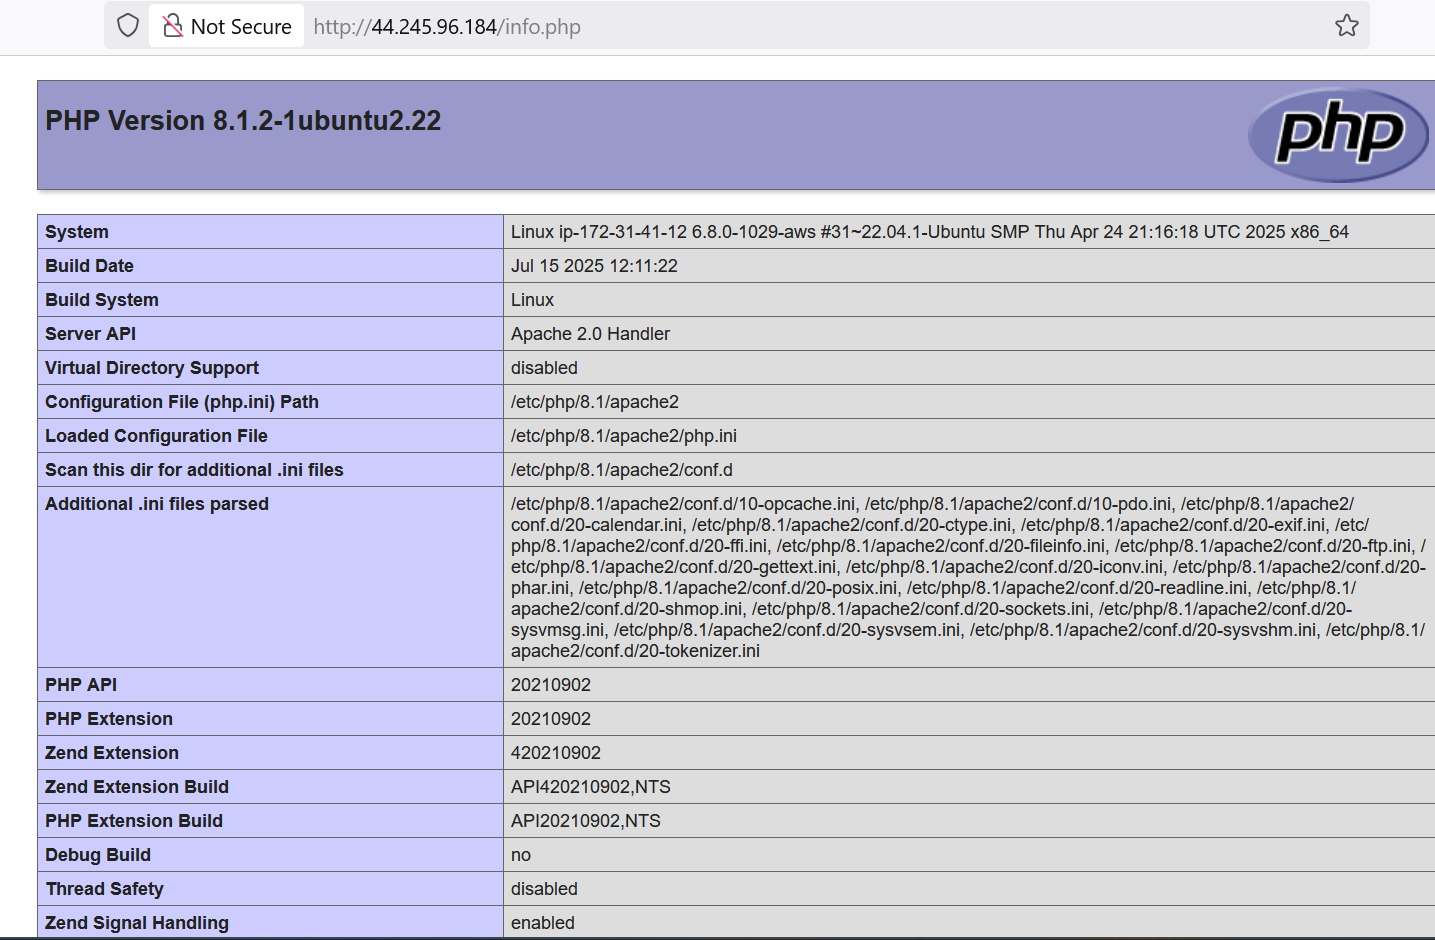 Not Secure http://44.245.96.184/info.php
PHP Version 8.1.2-1ubuntu2.22
php
System Linux ip-172-31-41-12 6.8.0-1029-aws #31~22.04.1-Ubuntu SMP Thu Apr 24 21:16:18 UTC 2025 x86_64
Build Date Jul 15 2025 12:11:22
Build System Linux
Server API Apache 2.0 Handler
Virtual Directory Support disabled
Configuration File (php.ini) Path /etc/php/8.1/apache2
Loaded Configuration File /etc/php/8.1/apache2/php.ini
Scan this dir for additional .ini files /etc/php/8.1/apache2/conf.d
Additional .ini files parsed /etc/php/8.1/apache2/conf.d/10-opcache.ini, /etc/php/8.1/apache2/conf.d/10-pdo.ini, /etc/php/8.1/apache2/
conf.d/20-calendar.ini, /etc/php/8.1/apache2/conf.d/20-ctype.ini, /etc/php/8.1/apache2/conf.d/20-exif.ini, /etc/
php/8.1/apache2/conf.d/20-ffi.ini, /etc/php/8.1/apache2/conf.d/20-fileinfo.ini, /etc/php/8.1/apache2/conf.d/20-ftp.ini, /
etc/php/8.1/apache2/conf.d/20-gettext.ini, /etc/php/8.1/apache2/conf.d/20-iconv.ini, /etc/php/8.1/apache2/conf.d/20-
phar.ini, /etc/php/8.1/apache2/conf.d/20-posix.ini, /etc/php/8.1/apache2/conf.d/20-readline.ini, /etc/php/8.1/
apache2/conf.d/20-shmop.ini, /etc/php/8.1/apache2/conf.d/20-sockets.ini, /etc/php/8.1/apache2/conf.d/20-
sysvmsg.ini, /etc/php/8.1/apache2/conf.d/20-sysvsem.ini, /etc/php/8.1/apache2/conf.d/20-sysvshm.ini, /etc/php/8.1/
apache2/conf.d/20-tokenizer.ini
PHP API 20210902
PHP Extension 20210902
Zend Extension 420210902
Zend Extension Build API420210902,NTS
PHP Extension Build API20210902,NTS
Debug Build no
Thread Safety disabled
Zend Signal Handling enabled